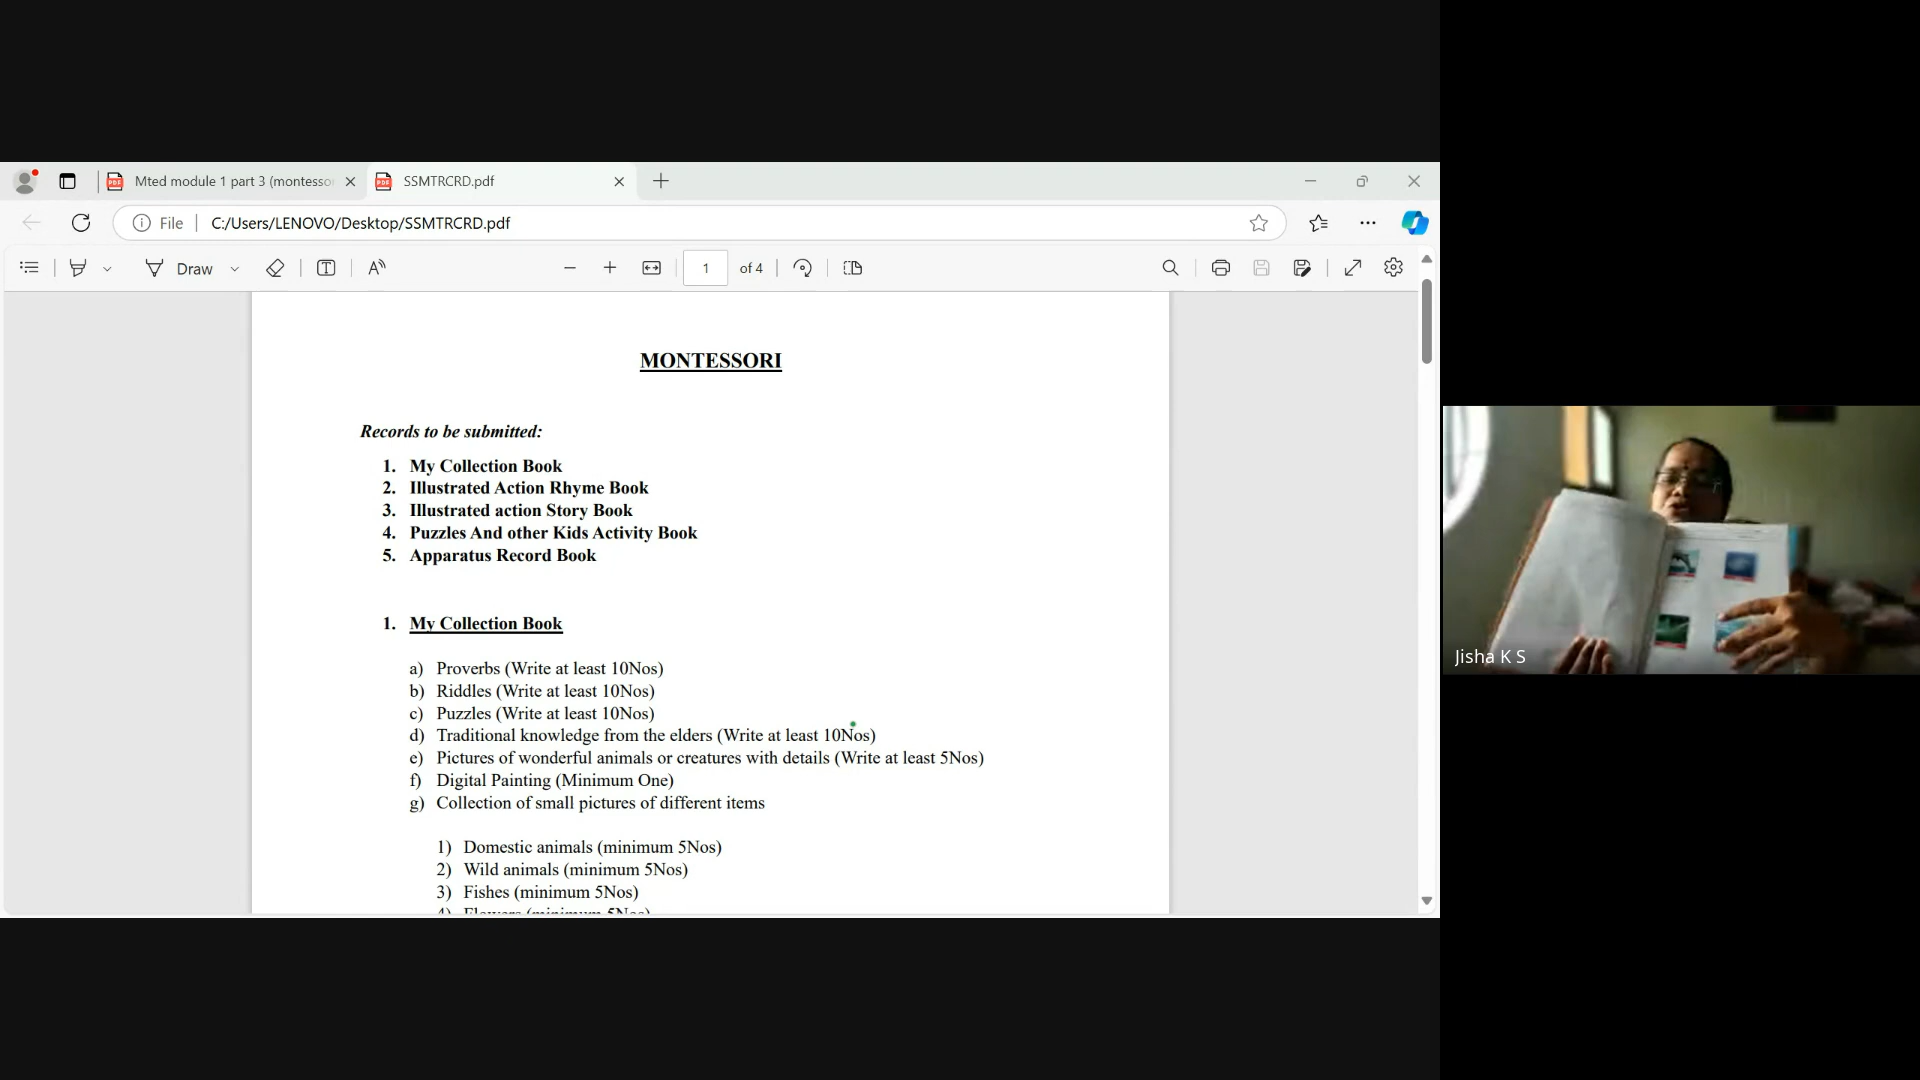 Mted module 1 part 3 (montesso
SSMTRCRD.pdf
File
C:/Users/LENOVO/Desktop/SSMTRCRD.pdf
Draw
1 of 4
MONTESSORI
Records to be submitted:
1. My Collection Book
2. Illustrated Action Rhyme Book
3. Illustrated action Story Book
4. Puzzles And other Kids Activity Book
5. Apparatus Record Book
1. My Collection Book
a) Proverbs (Write at least 10Nos)
b) Riddles (Write at least 10Nos)
c) Puzzles (Write at least 10Nos)
d) Traditional knowledge from the elders (Write at least 10Nos)
e) Pictures of wonderful animals or creatures with details (Write at least 5Nos)
f) Digital Painting (Minimum One)
g) Collection of small pictures of different items
1) Domestic animals (minimum 5Nos)
2) Wild animals (minimum 5Nos)
3) Fishes (minimum 5Nos)
4) Flowers (minimum 5Nos)
Jisha K S